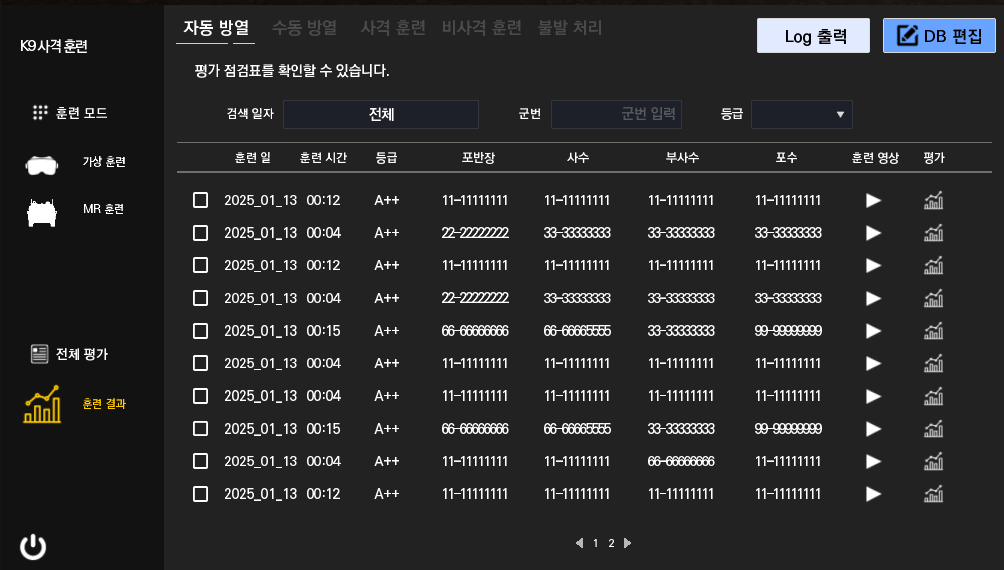 K9사격 훈련
훈련 모드
가상 훈련
MR 훈련
전체 평가
훈련 결과
자동 방열 수동 방열 사격 훈련 비사격 훈련 불발 처리
Log 출력 DB 편집
평가 점검표를 확인할 수 있습니다.
검색 일자 전체 군번 군번 입력 등급
훈련 일 훈련 시간 등급 포반장 사수 부사수 포수 훈련 영상 평가
2025_01_13 00:12 A++ 11-11111111 11-11111111 11-11111111 11-11111111
2025_01_13 00:04 A++ 22-22222222 33-33333333 33-33333333 33-33333333
2025_01_13 00:12 A++ 11-11111111 11-11111111 11-11111111 11-11111111
2025_01_13 00:04 A++ 22-22222222 33-33333333 33-33333333 33-33333333
2025_01_13 00:15 A++ 66-66666666 66-66665555 33-33333333 99-99999999
2025_01_13 00:04 A++ 11-11111111 11-11111111 11-11111111 11-11111111
2025_01_13 00:04 A++ 11-11111111 11-11111111 11-11111111 11-11111111
2025_01_13 00:15 A++ 66-66666666 66-66665555 33-33333333 99-99999999
2025_01_13 00:04 A++ 11-11111111 11-11111111 66-66666666 11-11111111
2025_01_13 00:12 A++ 11-11111111 11-11111111 11-11111111 11-11111111
1 2